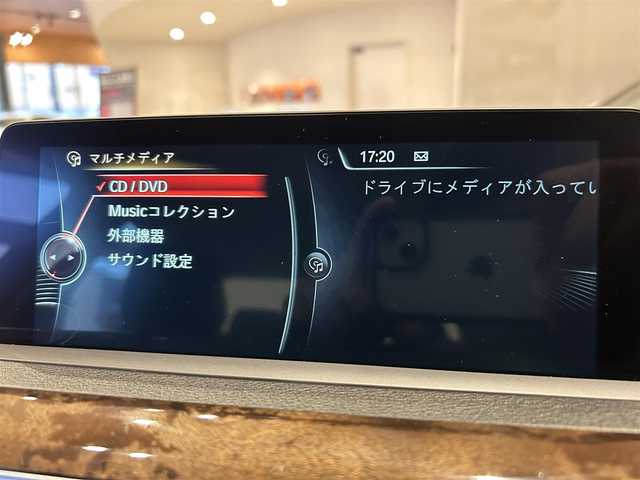 マルチメディア
CD / DVD
Musicコレクション
外部機器
サウンド設定
17:20
ドライブにメディアが入ってい